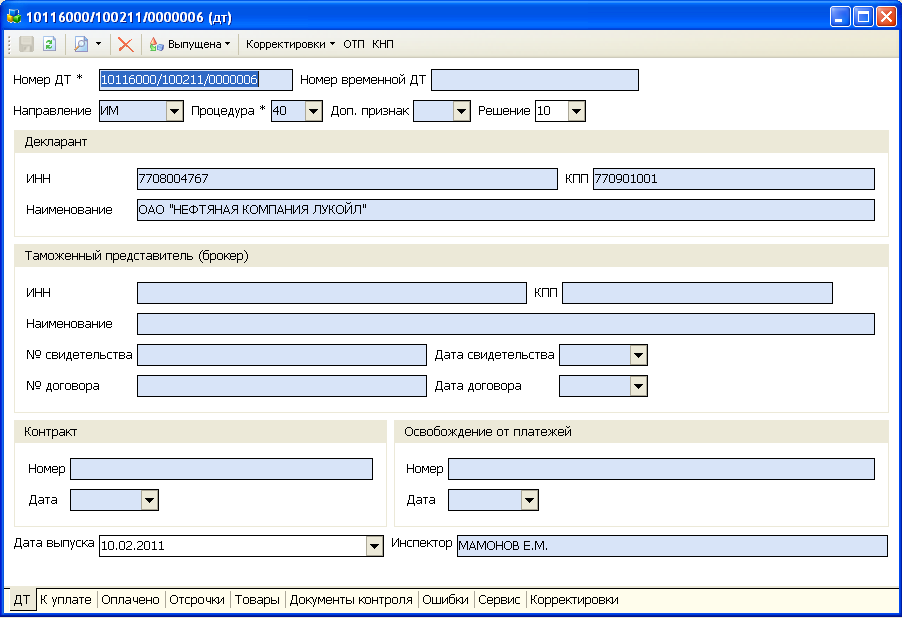 10116000/100211/0000006 (дт)
Выпущена Корректировки ОТП КНП
Номер ДТ * 10116000/100211/0000006 Номер временной ДТ
Направление ИМ Процедура * 40 Доп. признак Решение 10
Декларант
ИНН 7708004767 КПП 770901001
Наименование ОАО "НЕФТЯНАЯ КОМПАНИЯ ЛУКОЙЛ"
Таможенный представитель (брокер)
ИНН КПП
Наименование
№ свидетельства Дата свидетельства
№ договора Дата договора
Контракт Освобождение от платежей
Номер Номер
Дата Дата
Дата выпуска 10.02.2011 Инспектор МАМОНОВ Е.М.
ДТ К уплате Оплачено Отсрочки Товары Документы контроля Ошибки Сервис Корректировки